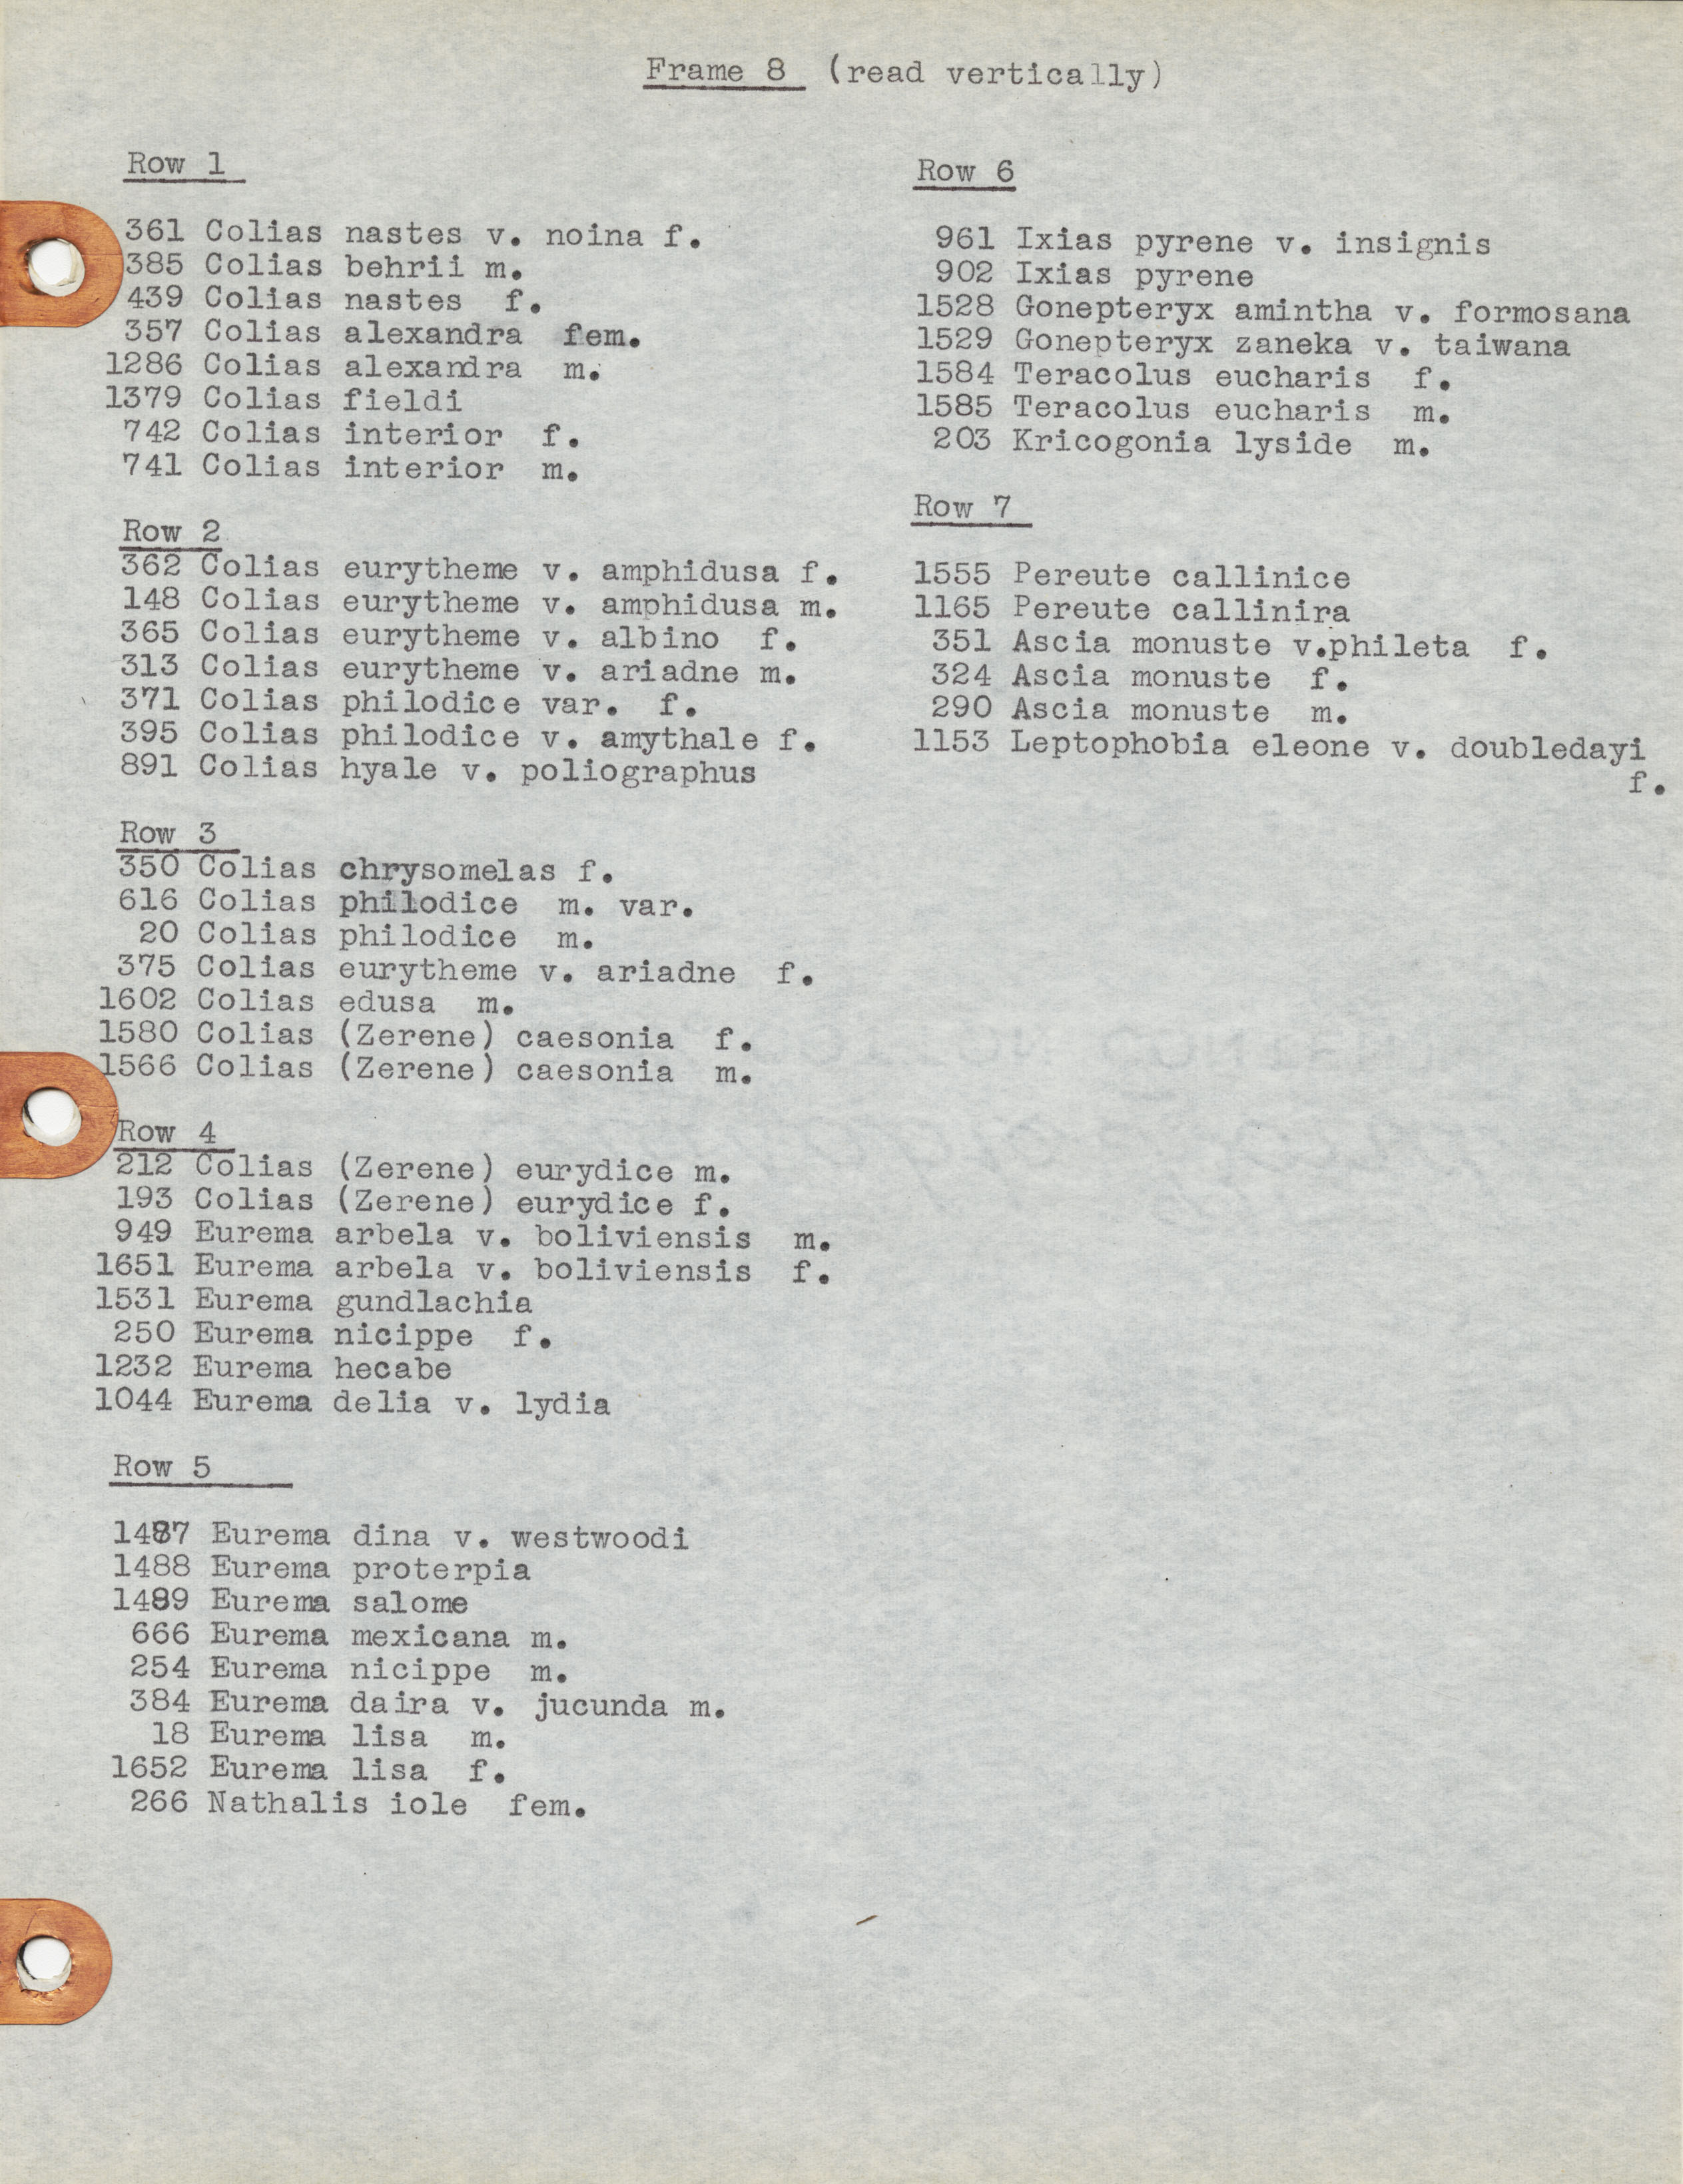 Frame 8 (read vertically)
Row 1
361 Colias nastes v. noina f.
385 Colias behrii m.
439 Colias nastes f.
357 Colias alexandra fem.
1286 Colias alexandra m.
1379 Colias fieldi
742 Colias interior f.
741 Colias interior m.
Row 2
362 Colias eurytheme v. amphidusa f.
148 Colias eurytheme v. amphidusa m.
365 Colias eurytheme v. albino f.
313 Colias eurytheme v. ariadne m.
371 Colias philodice var. f.
395 Colias philodice v. amythale f.
891 Colias hyale v. poliographus
Row 3
350 Colias chrysomelas f.
616 Colias philodice m. var.
20 Colias philodice m.
375 Colias eurytheme v. ariadne f.
1602 Colias edusa m.
1580 Colias (Zerene) caesonia f.
1566 Colias (Zerene) caesonia m.
Row 4
212 Colias (Zerene) eurydice m.
193 Colias (Zerene) eurydice f.
949 Eurema arbela v. boliviensis m.
1651 Eurema arbela v. boliviensis f.
1531 Eurema gundlachia
250 Eurema nicippe f.
1232 Eurema hecabe
1044 Eurema delia v. lydia
Row 5
1487 Eurema dina v. westwoodi
1488 Eurema proterpia
1489 Eurema salome
666 Eurema mexicana m.
254 Eurema nicippe m.
384 Eurema daira v. jucunda m.
18 Eurema lisa m.
1652 Eurema lisa f.
266 Nathalis iole fem.
Row 6
961 Ixias pyrene v. insignis
902 Ixias pyrene
1528 Gonepteryx amintha v. formosana
1529 Gonepteryx zaneka v. taiwana
1584 Teracolus eucharis f.
1585 Teracolus eucharis m.
203 Kricogonia lyside m.
Row 7
1555 Pereute callinice
1165 Pereute callinira
351 Ascia monuste v.phileta f.
324 Ascia monuste f.
290 Ascia monuste m.
1153 Leptophobia eleone v. doubledayi
f.